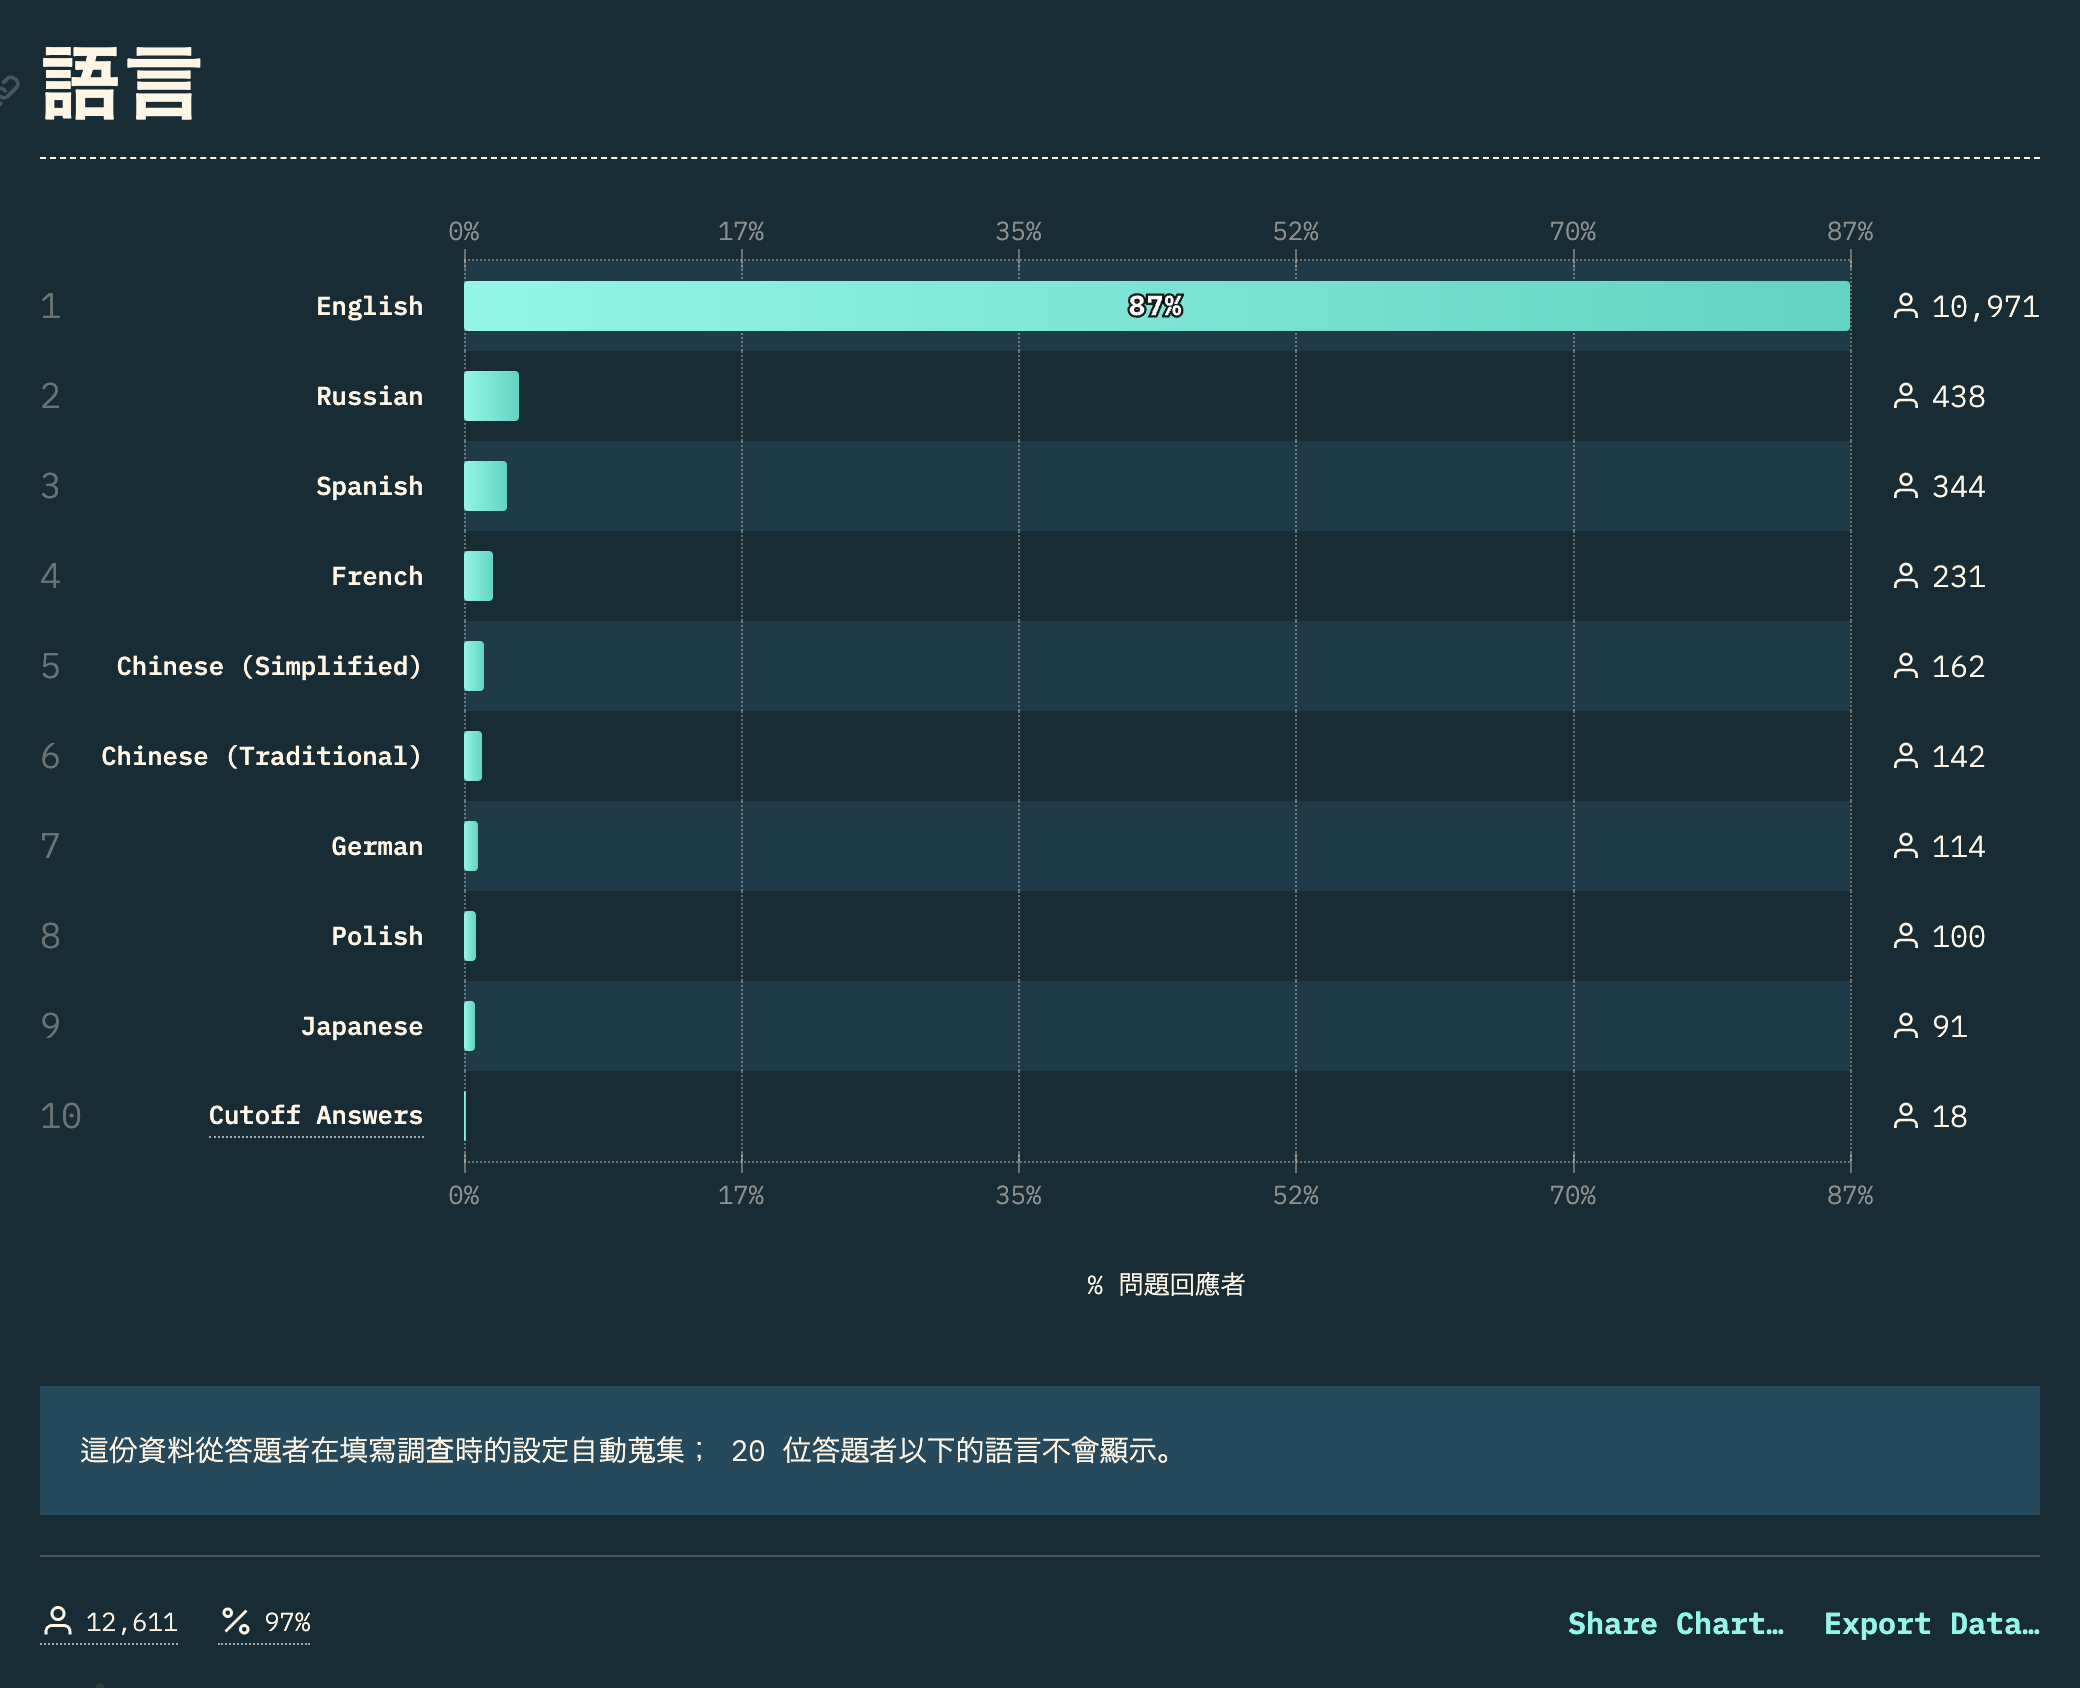 語言
0% 17% 35% 52% 70% 87%
1 English 87% 10,971
2 Russian 438
3 Spanish 344
4 French 231
5 Chinese (Simplified) 162
6 Chinese (Traditional) 142
7 German 114
8 Polish 100
9 Japanese 91
10 Cutoff Answers 18
0% 17% 35% 52% 70% 87%
% 問題回應者
這份資料從答題者在填寫調查時的設定自動蒐集； 20 位答題者以下的語言不會顯示。
12,611 97% Share Chart… Export Data…